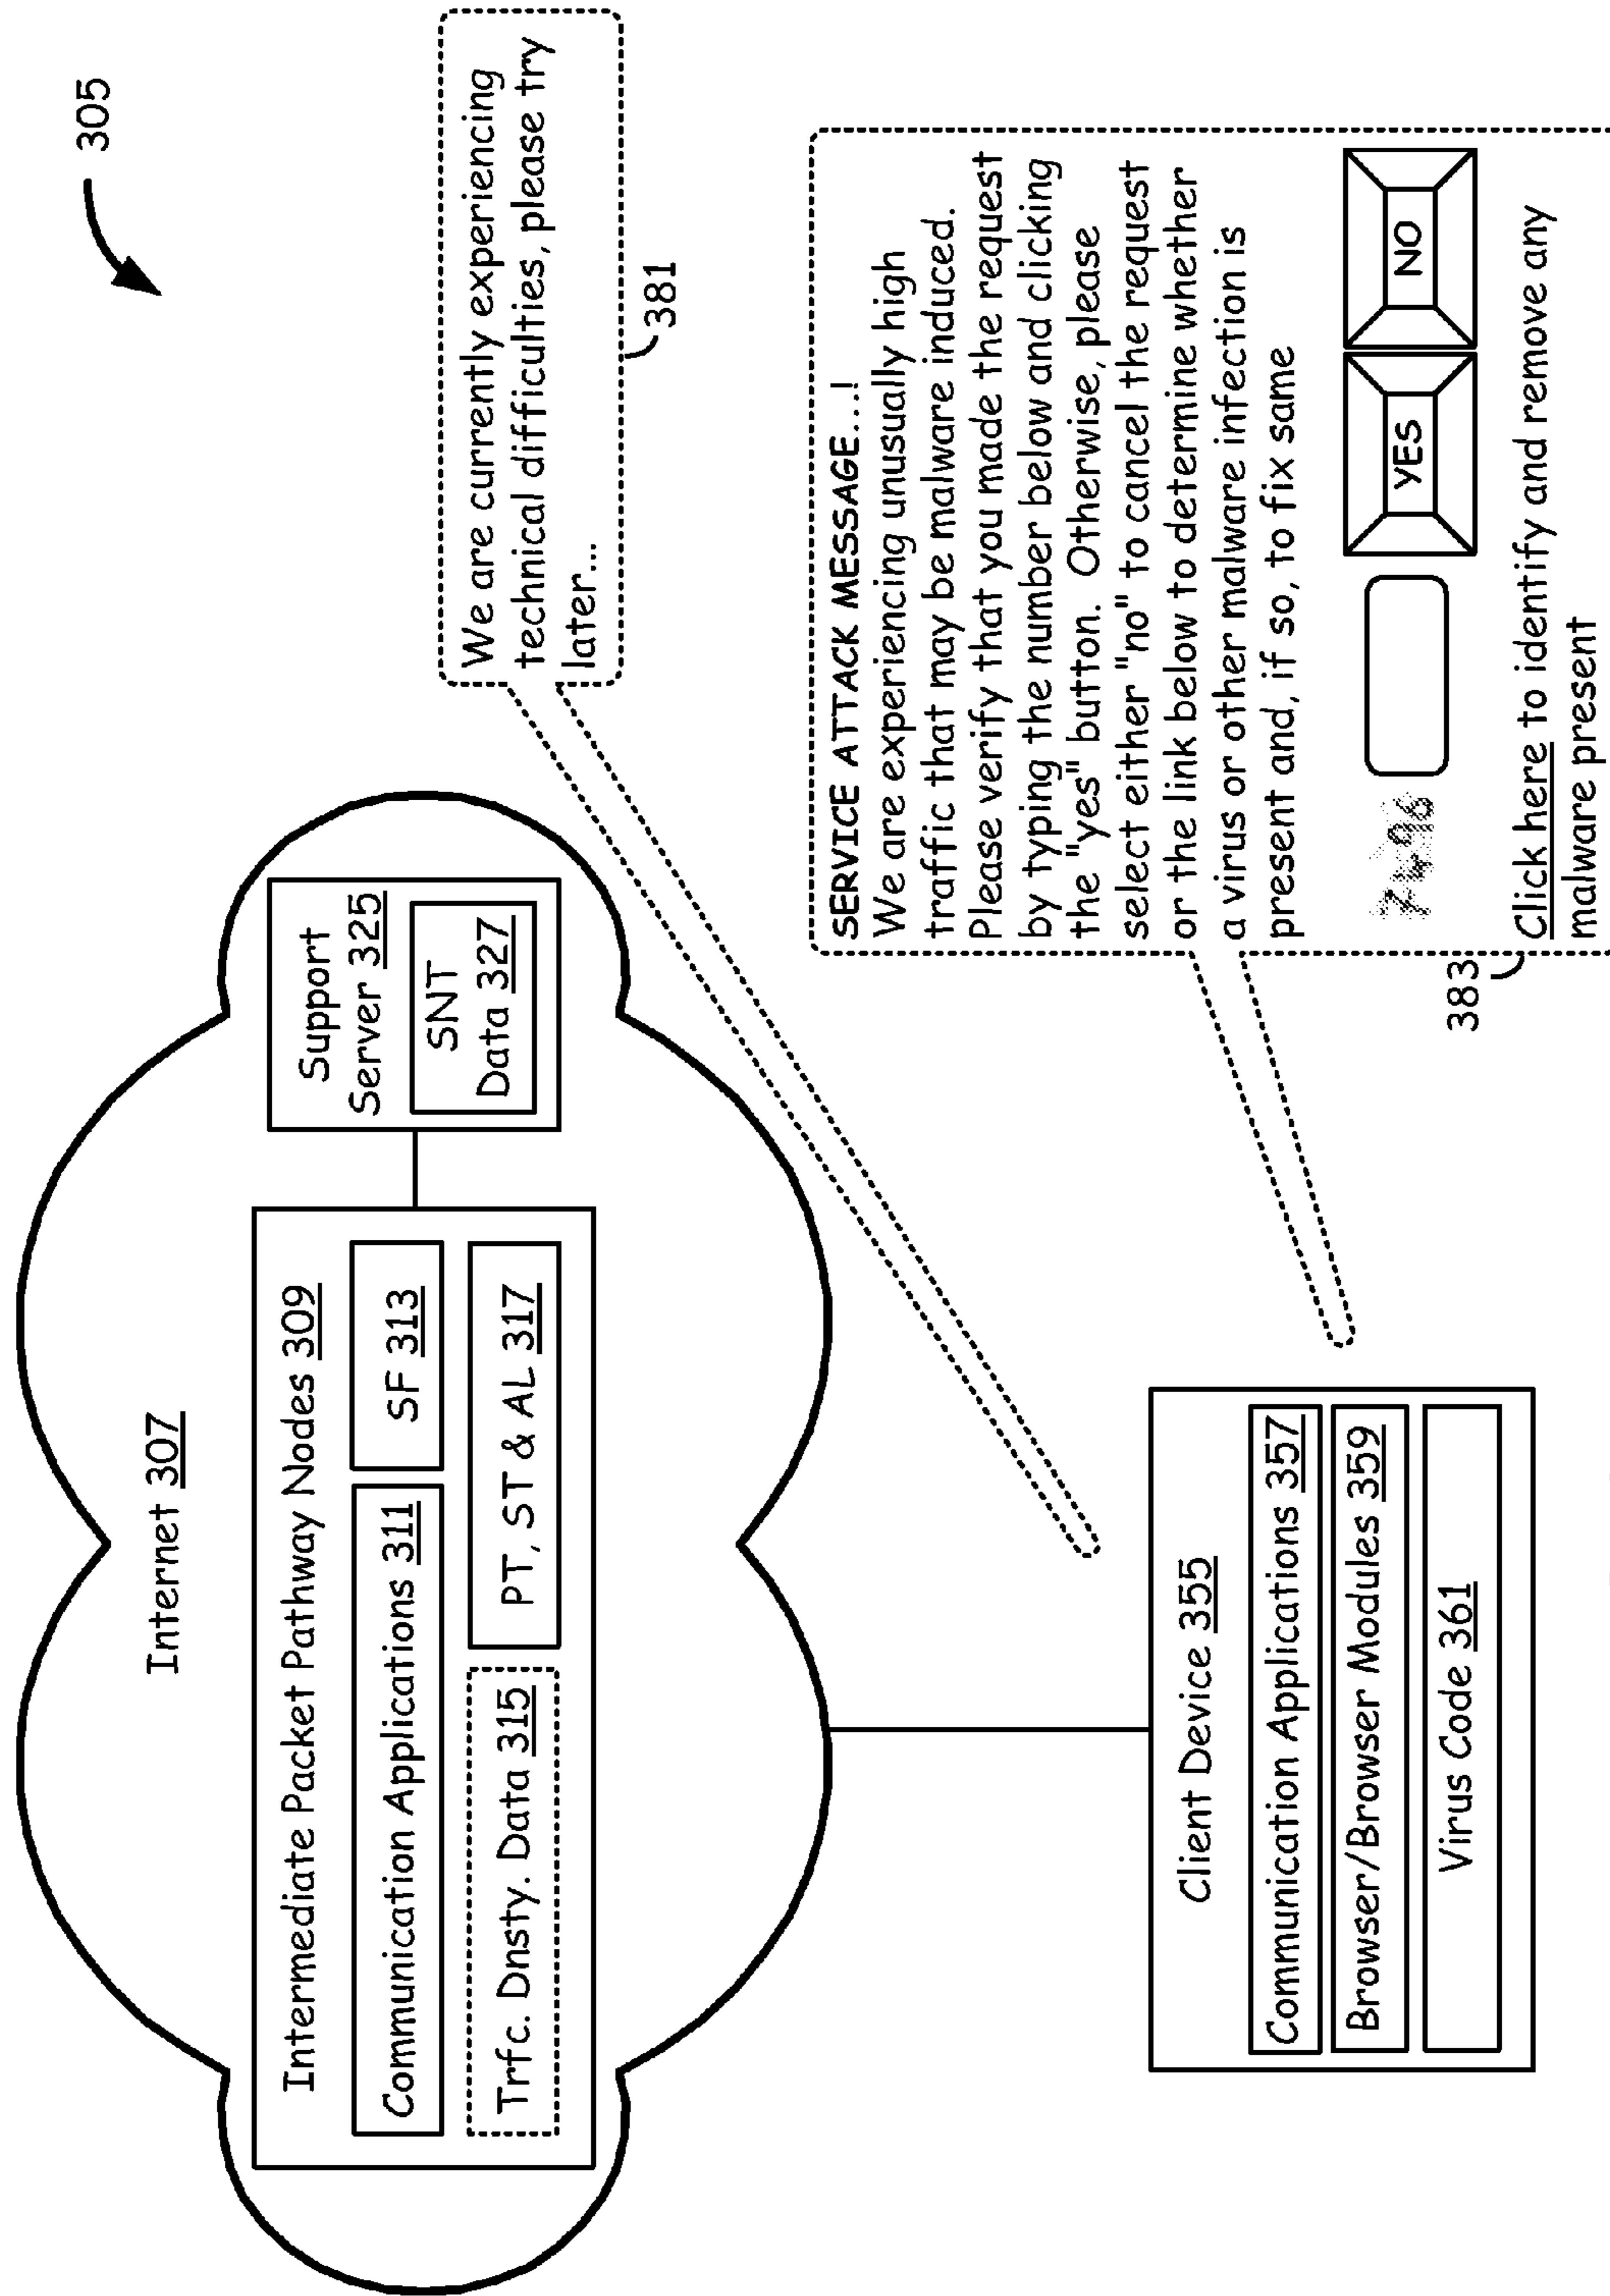 305
Internet 307
Intermediate Packet Pathway Nodes 309
Communication Applications 311
SF 313
Trfc. Dnsty. Data 315
PT, ST & AL 317
Support
Server 325
SNT
Data 327
We are currently experiencing
technical difficulties, please try
later...
381
Client Device 355
Communication Applications 357
Browser/Browser Modules 359
Virus Code 361
SERVICE ATTACK MESSAGE...!
We are experiencing unusually high
traffic that may be malware induced.
Please verify that you made the request
by typing the number below and clicking
the "yes" button. Otherwise, please
select either "no" to cancel the request
or the link below to determine whether
a virus or other malware infection is
present and, if so, to fix same
YES
NO
Click here to identify and remove any
malware present
383